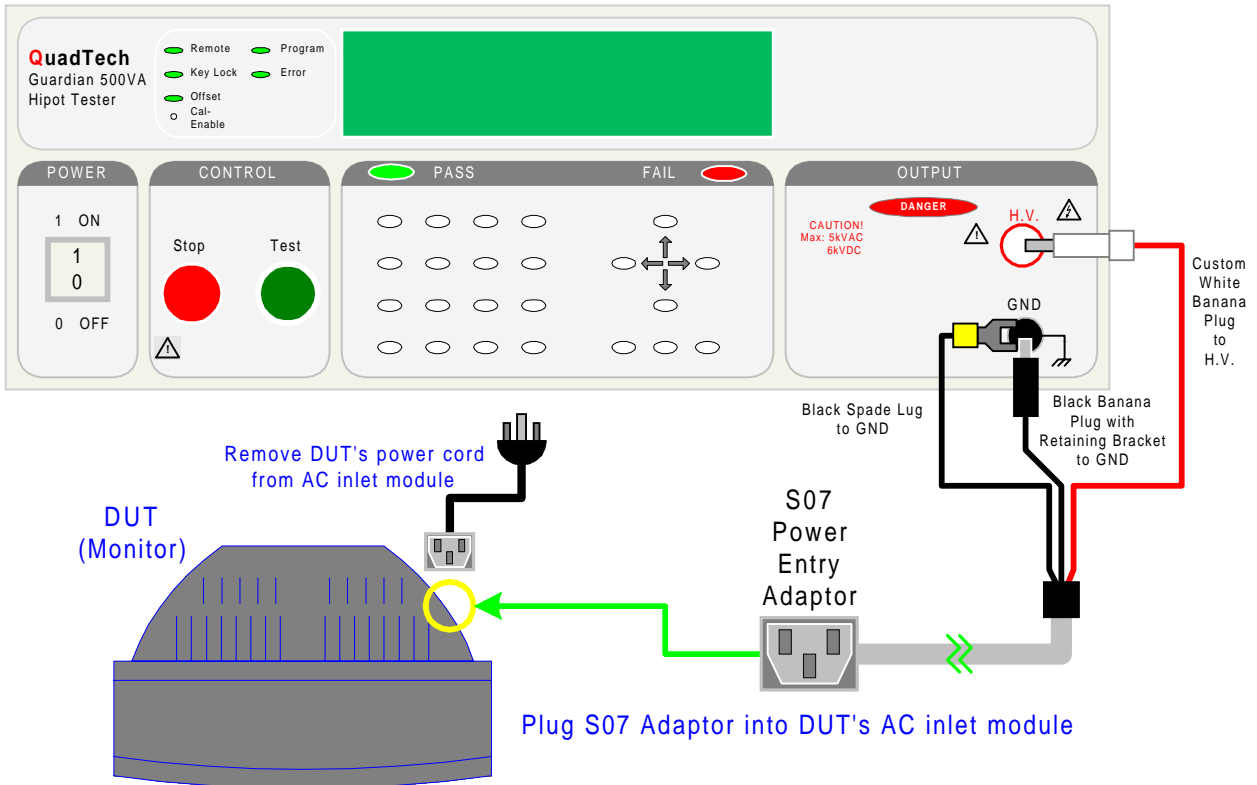 QuadTech
Guardian 500VA
Hipot Tester
Remote
Program
Key Lock
Error
Offset
Cal-
Enable
POWER
CONTROL
PASS
FAIL
OUTPUT
1 ON
1
0
0 OFF
Stop
Test
DANGER
CAUTION!
Max: 5kVAC
6kVDC
H.V.
GND
Custom
White
Banana
Plug
to
H.V.
Black Spade Lug
to GND
Black Banana
Plug with
Retaining Bracket
to GND
Remove DUT's power cord
from AC inlet module
DUT
(Monitor)
S07
Power
Entry
Adaptor
Plug S07 Adaptor into DUT's AC inlet module